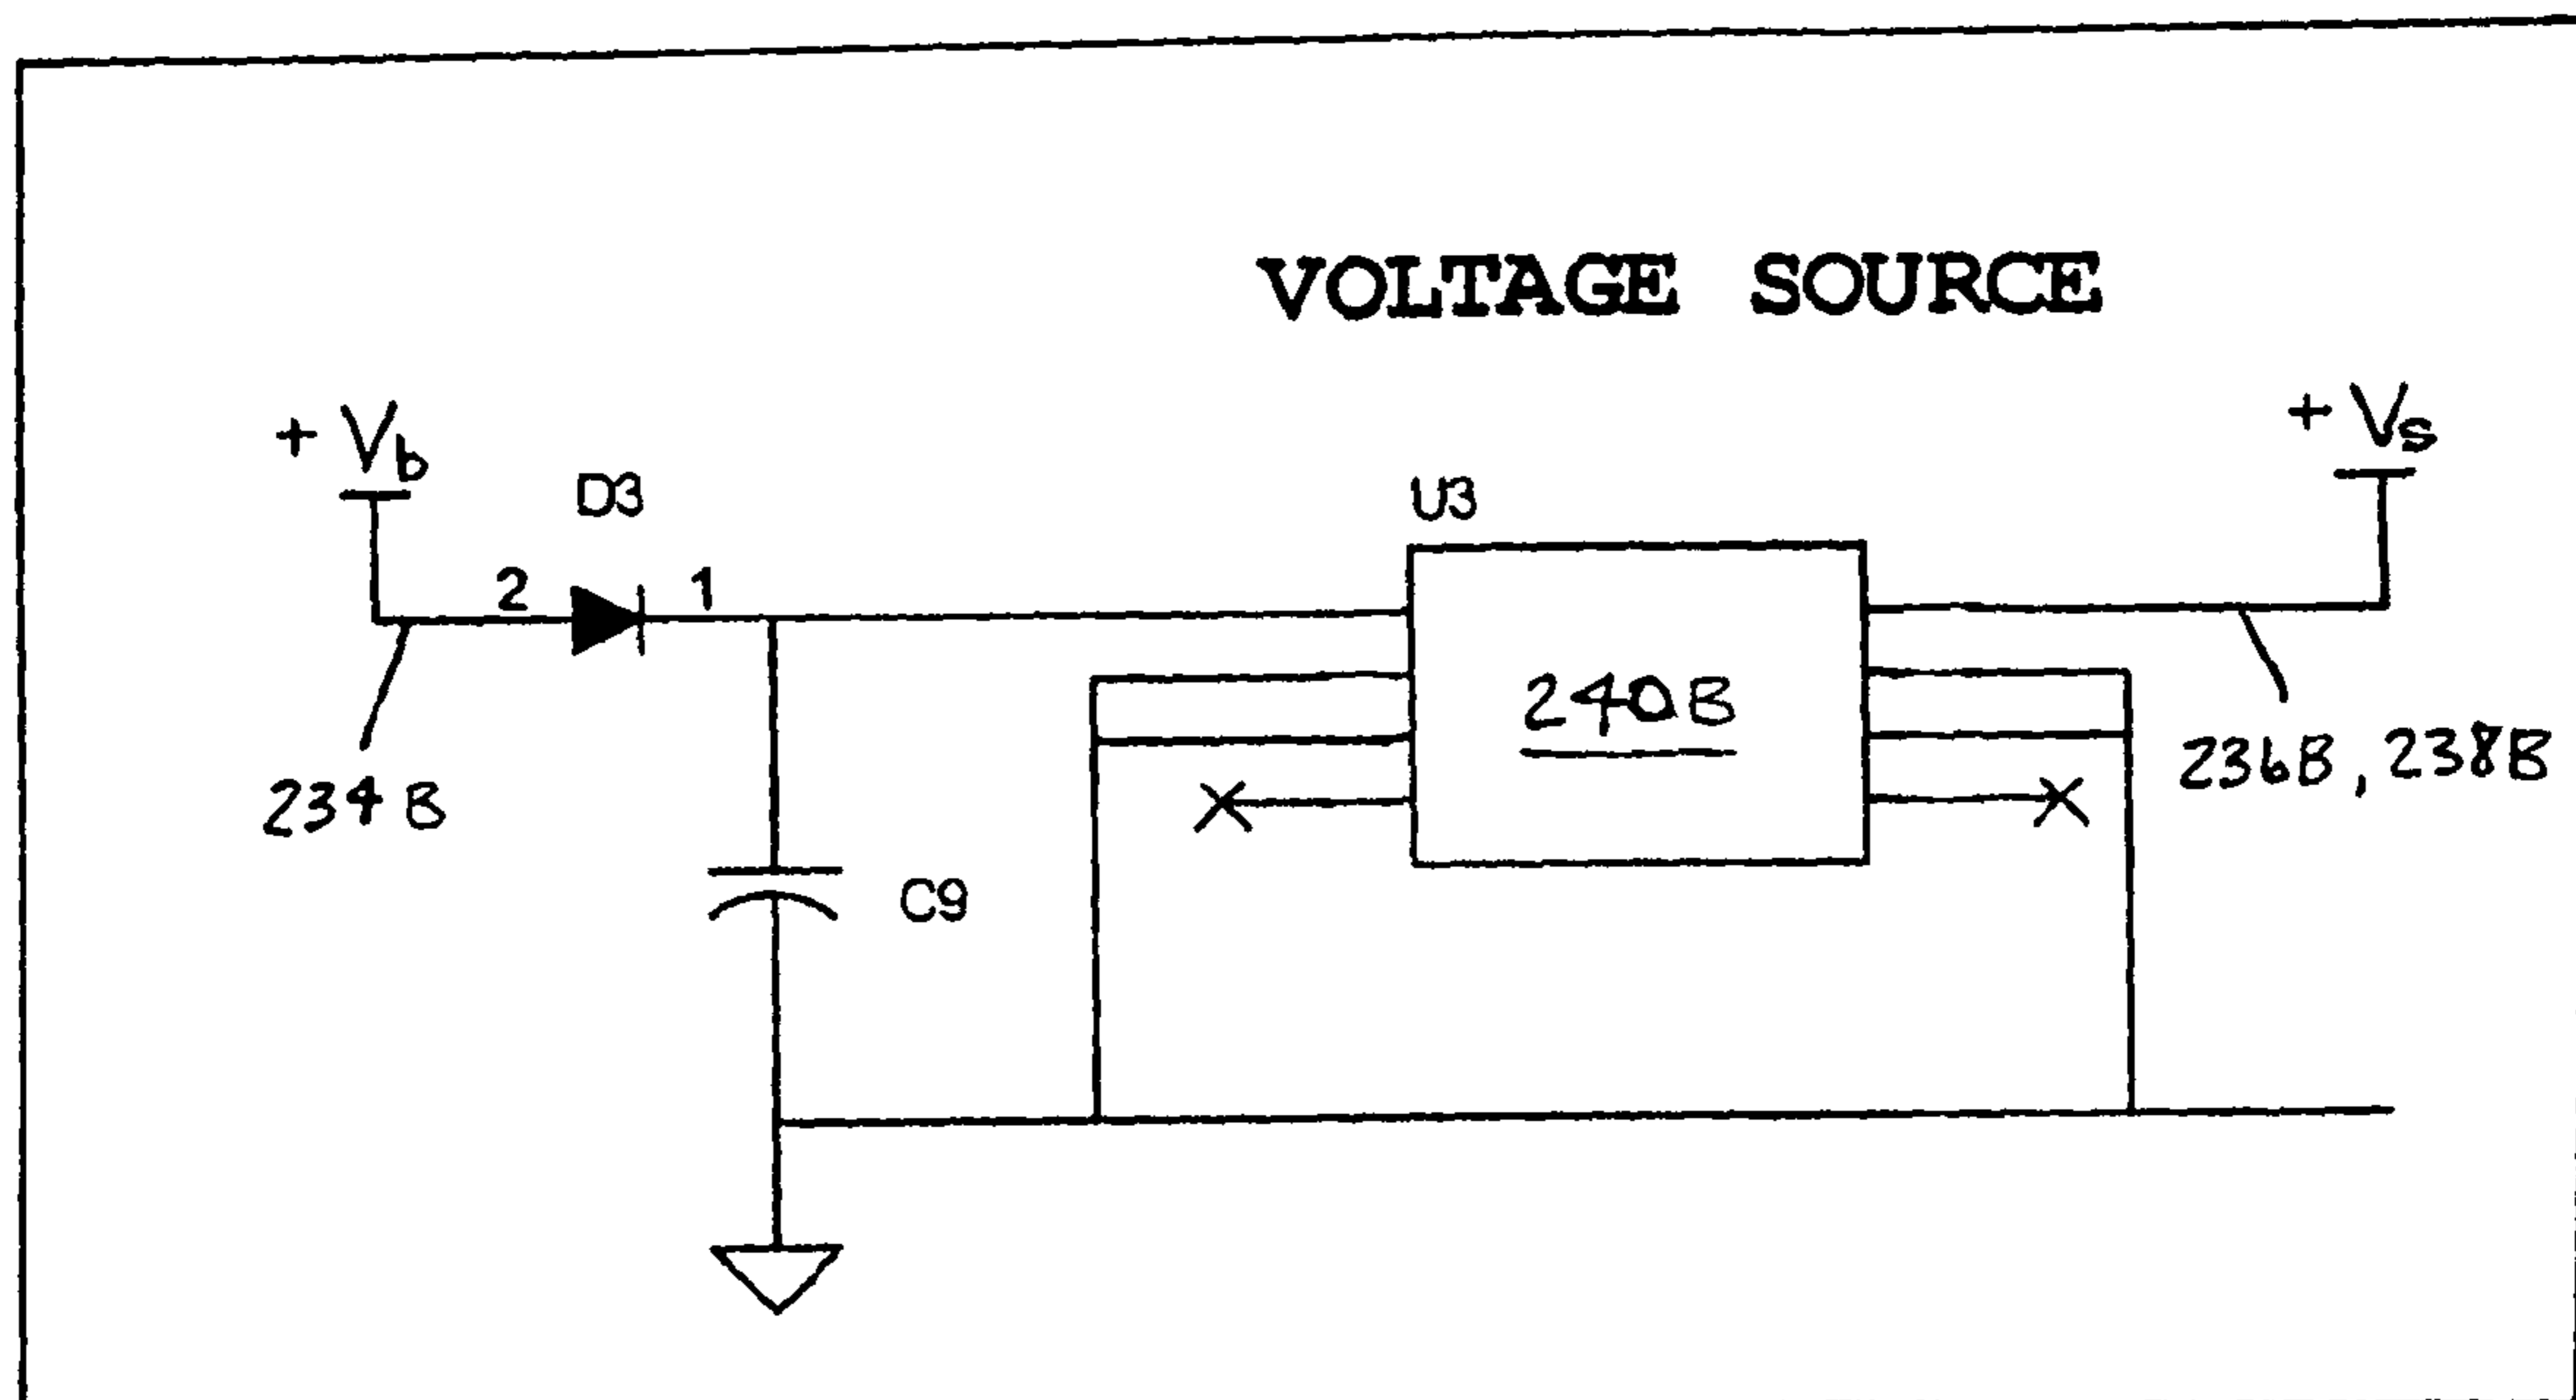 VOLTAGE SOURCE
+ Vb
+ Vs
D3
U3
2
1
240B
234B
236B, 238B
C9